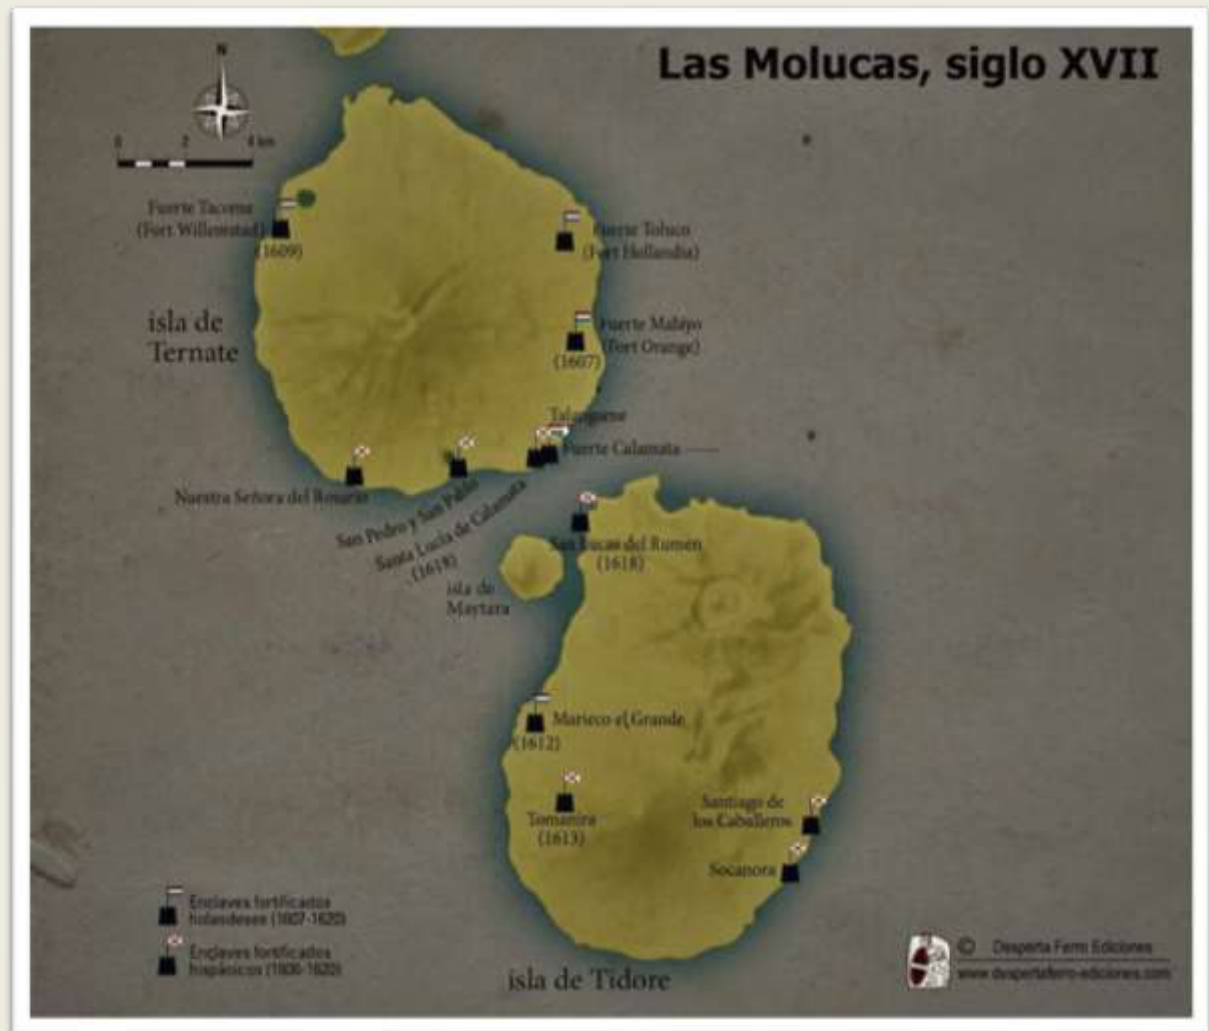 Las Molucas, siglo XVII
N
0 2 4 km
Fuerte Tacome
(Fort Willemstad)
(1609)
Fuerte Toluco
(Fort Hollandia)
isla de
Ternate
Fuerte Malayo
(Fort Orange)
(1607)
Fuerte Calamata
Nuestra Señora del Rosario
San Pedro y San Pablo
Santa Lucía de Calamata
(1618)
San Lucas del Rumen
(1618)
isla de
Maytara
Marieco el Grande
(1612)
Tomanira
(1613)
Santiago de
los Caballeros
Socanora
Enclaves fortificados
holandeses (1607-1620)
Enclaves fortificados
hispánicos (1606-1620)
isla de Tidore
© Desperta Ferro Ediciones
www.despertaferro-ediciones.com